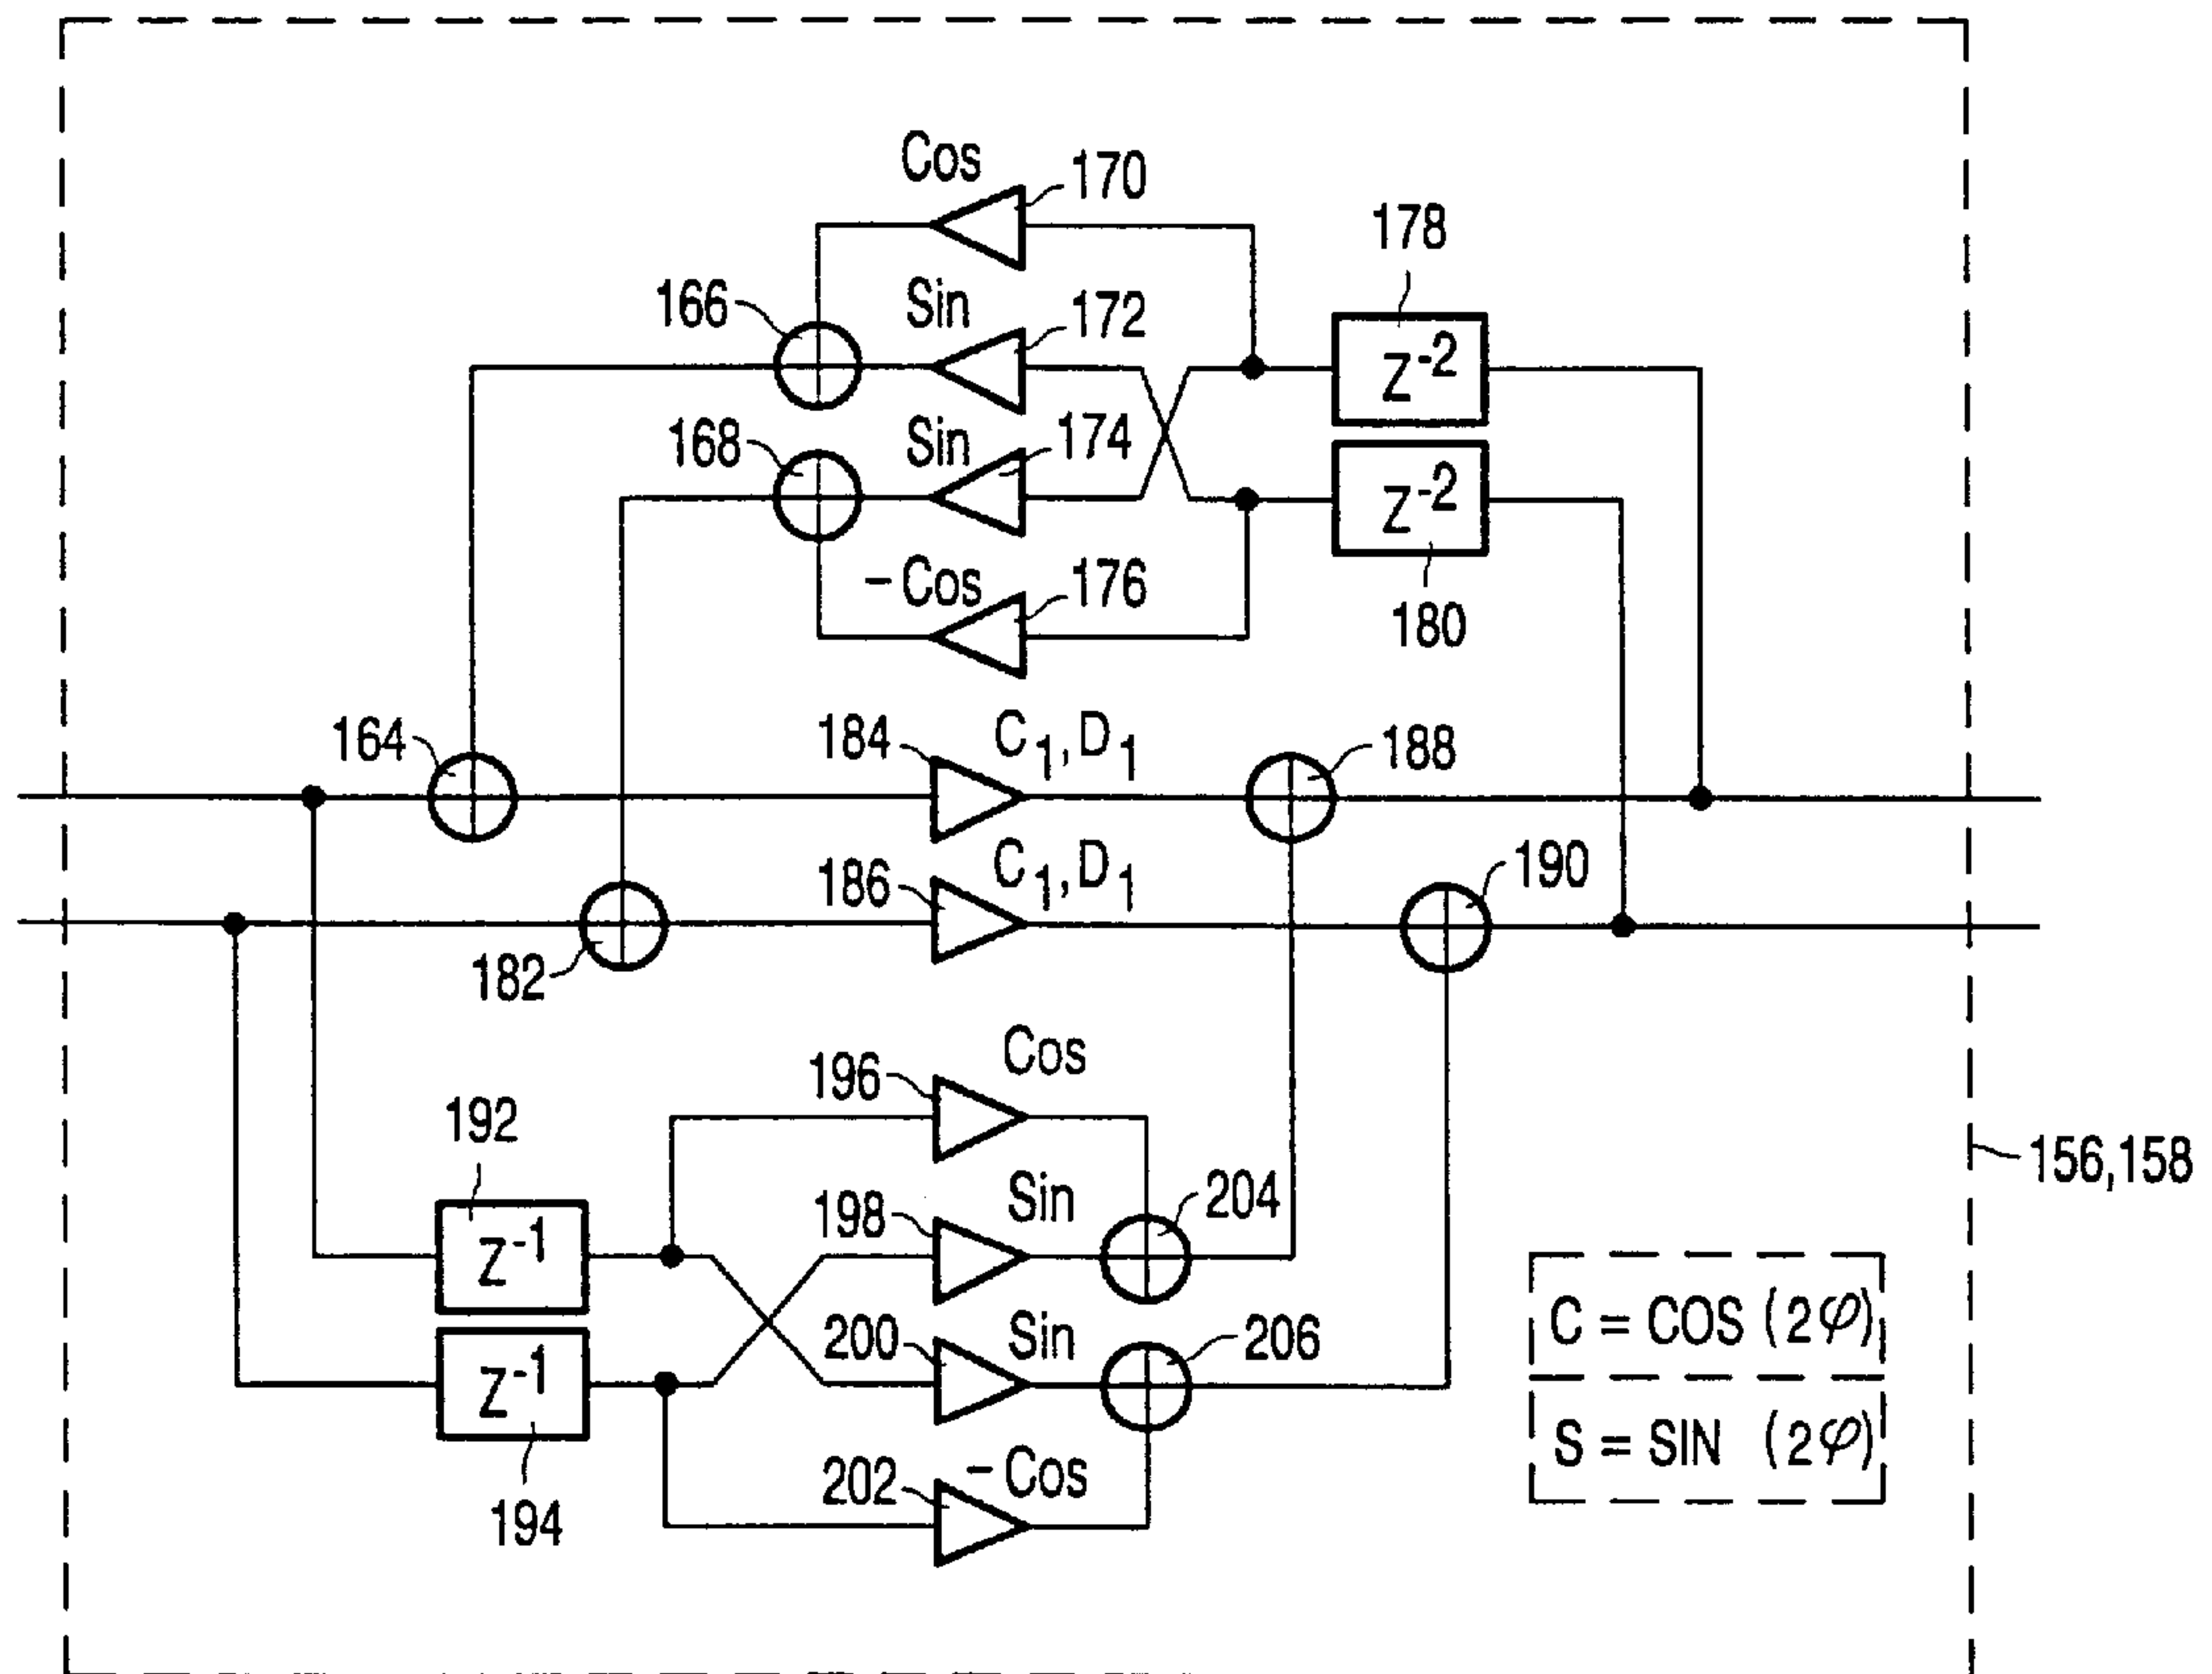 Cos
170
178
Sin
166
172
Z-2
Sin
168
174
Z-2
– Cos
176
180
164
184
C1,D1
188
C1,D1
186
190
182
Cos
196
192
Sin
204
156,158
198
Z-1
C = COS (2φ)
200
Sin
206
Z-1
S = SIN (2φ)
202
– Cos
194